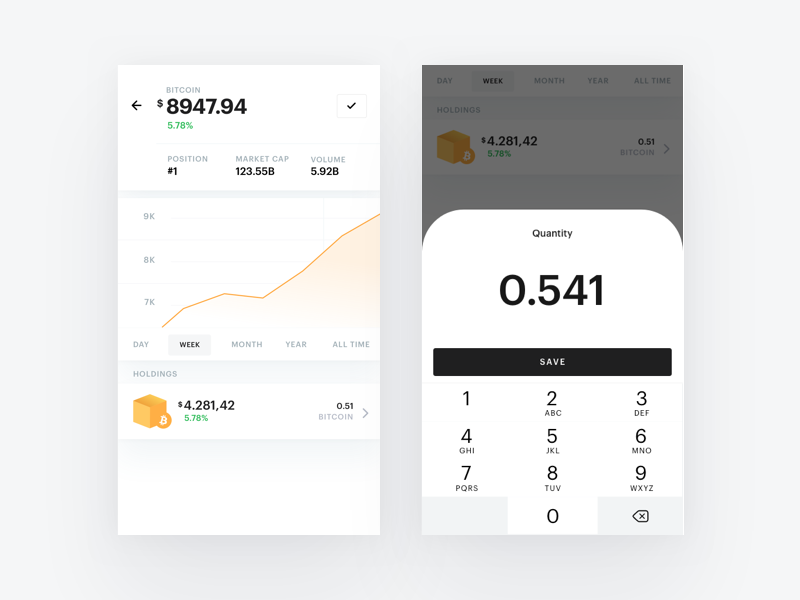 BITCOIN
$ 8947.94
5.78%
POSITION MARKET CAP VOLUME
#1 123.55B 5.92B
9K
8K
7K
DAY WEEK MONTH YEAR ALL TIME
HOLDINGS
$ 4.281,42
5.78%
0.51
BITCOIN
DAY WEEK MONTH YEAR ALL TIME
HOLDINGS
$ 4.281,42
5.78%
0.51
BITCOIN
Quantity
0.541
SAVE
1 2 3
ABC DEF
4 5 6
GHI JKL MNO
7 8 9
PQRS TUV WXYZ
0